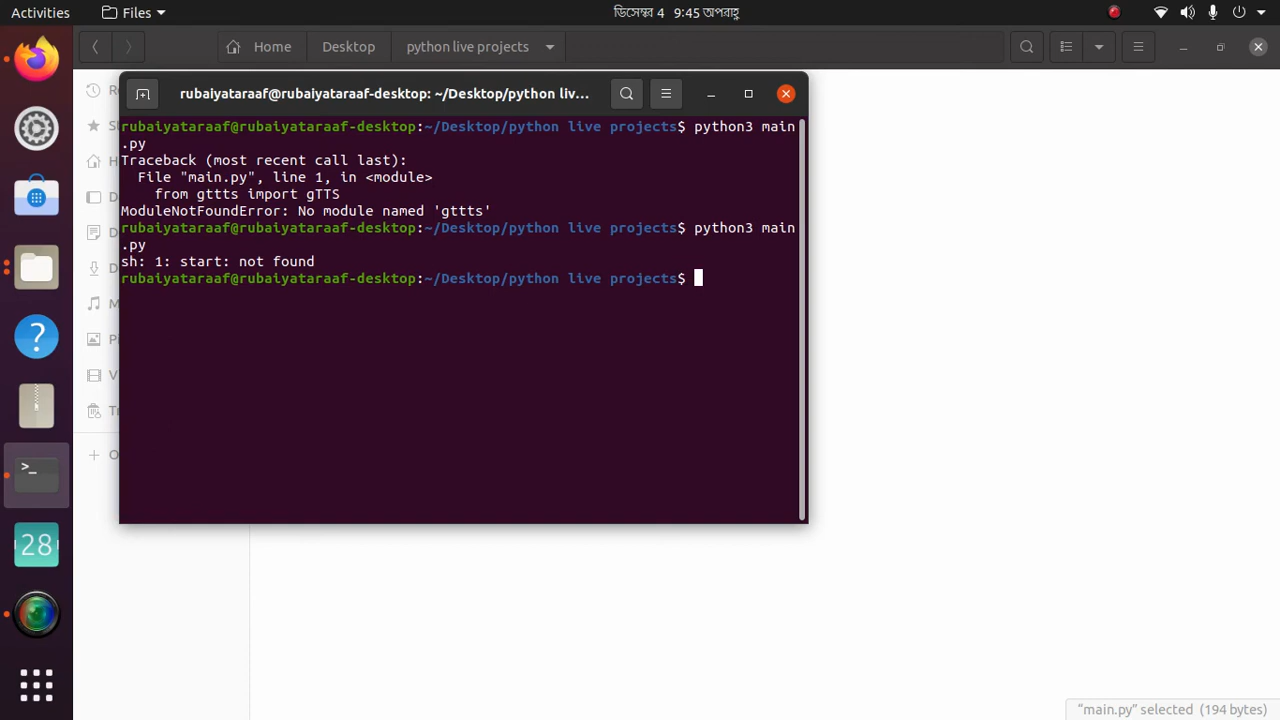 Activities
Files
ডিসেম্বর 4 9:45 অপরাহ্ণ
Home
Desktop
python live projects
rubaiyataraaf@rubaiyataraaf-desktop: ~/Desktop/python liv...
rubaiyataraaf@rubaiyataraaf-desktop:~/Desktop/python live projects$ python3 main
.py
Traceback (most recent call last):
File "main.py", line 1, in <module>
from gttts import gTTS
ModuleNotFoundError: No module named 'gttts'
rubaiyataraaf@rubaiyataraaf-desktop:~/Desktop/python live projects$ python3 main
.py
sh: 1: start: not found
rubaiyataraaf@rubaiyataraaf-desktop:~/Desktop/python live projects$
28
"main.py" selected (194 bytes)